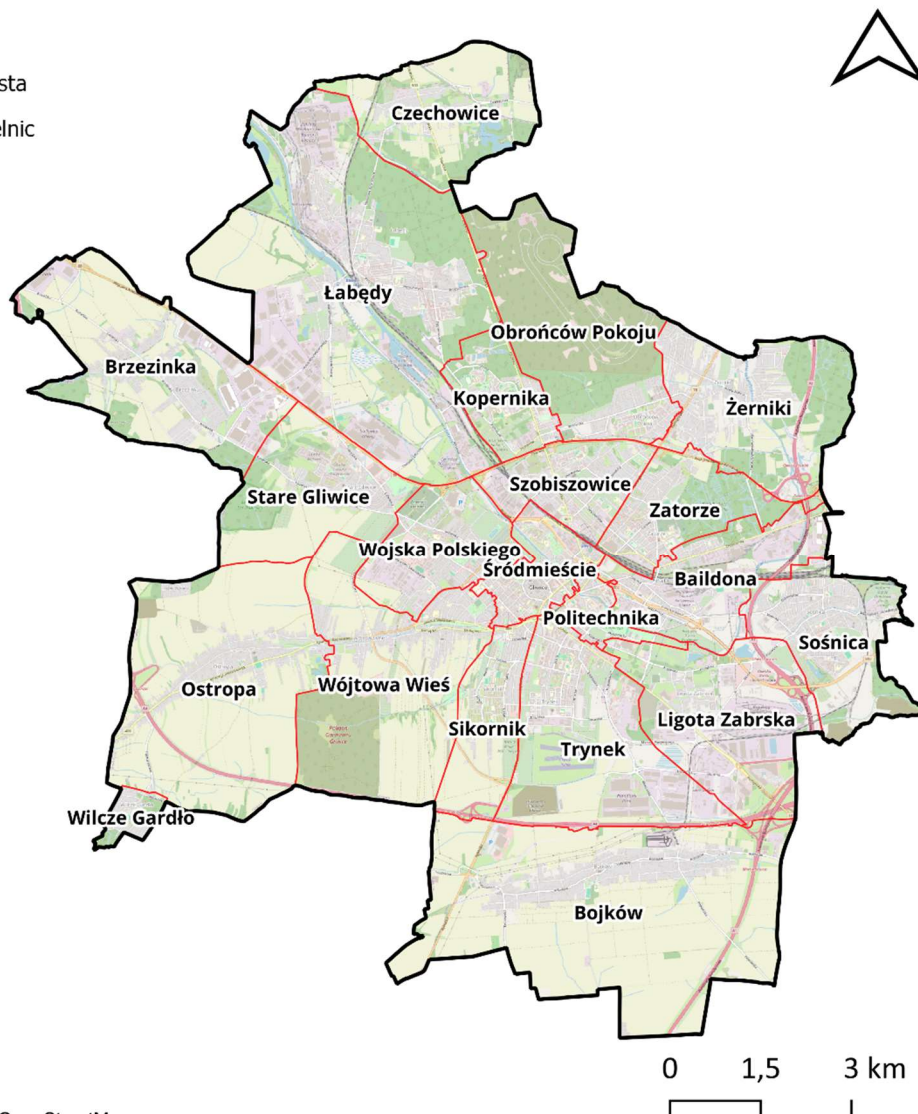 sta
elnic
Czechowice
Łabędy
Obrońców Pokoju
Brzezinka
Kopernika
Żerniki
Szobiszowice
Stare Gliwice
Zatorze
Wojska Polskiego
Śródmieście
Baildona
Politechnika
Sośnica
Ostropa
Wójtowa Wieś
Ligota Zabrska
Sikornik
Trynek
Wilcze Gardło
Bojków
0 1,5 3 km